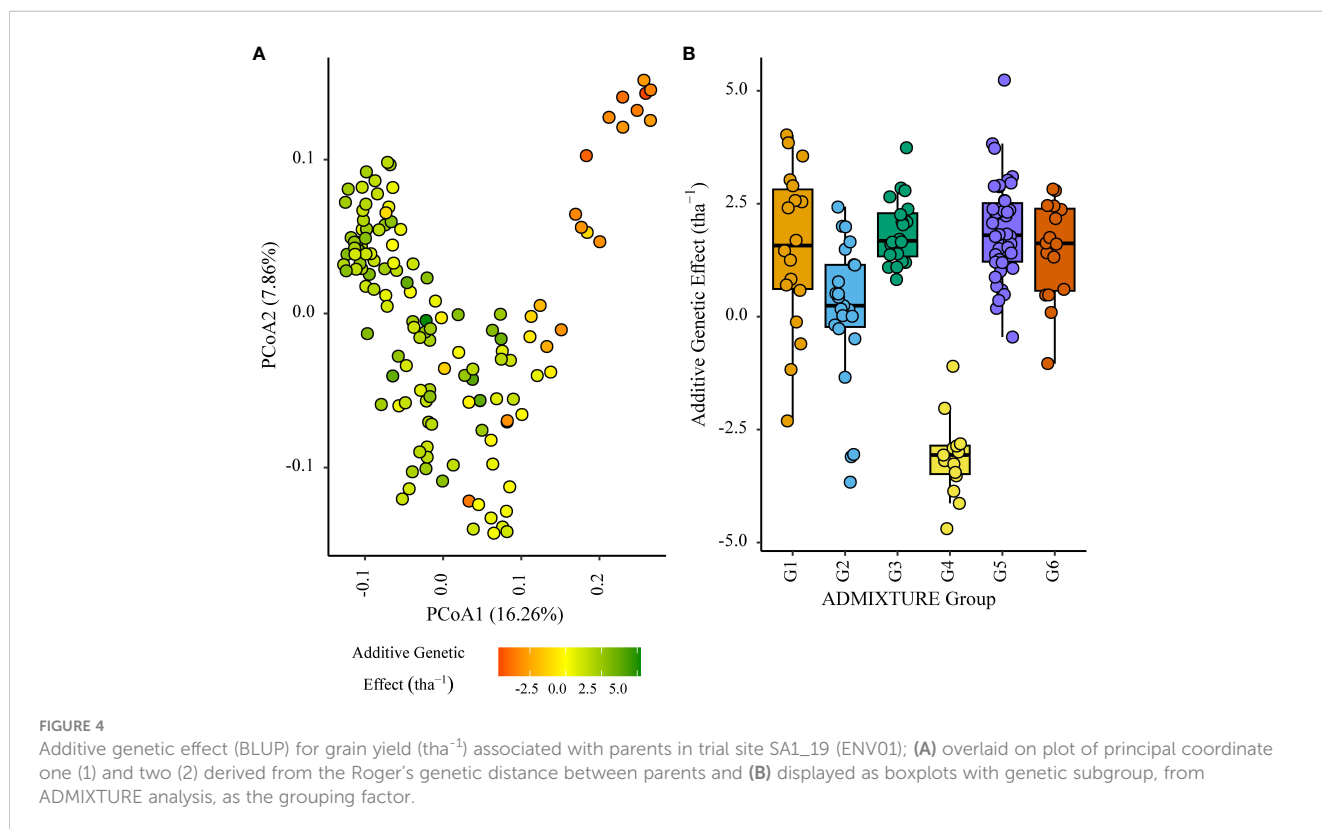 A
PCoA2 (7.86%)
0.1
0.0
-0.1
-0.1
0.0
0.1
0.2
PCoA1 (16.26%)
Additive Genetic
Effect (tha⁻¹)
-2.5 0.0 2.5 5.0
B
Additive Genetic Effect (tha⁻¹)
5.0
2.5
0.0
-2.5
-5.0
G1
G2
G3
G4
G5
G6
ADMIXTURE Group
FIGURE 4
Additive genetic effect (BLUP) for grain yield (tha⁻¹) associated with parents in trial site SA1_19 (ENV01); (A) overlaid on plot of principal coordinate
one (1) and two (2) derived from the Roger's genetic distance between parents and (B) displayed as boxplots with genetic subgroup, from
ADMIXTURE analysis, as the grouping factor.